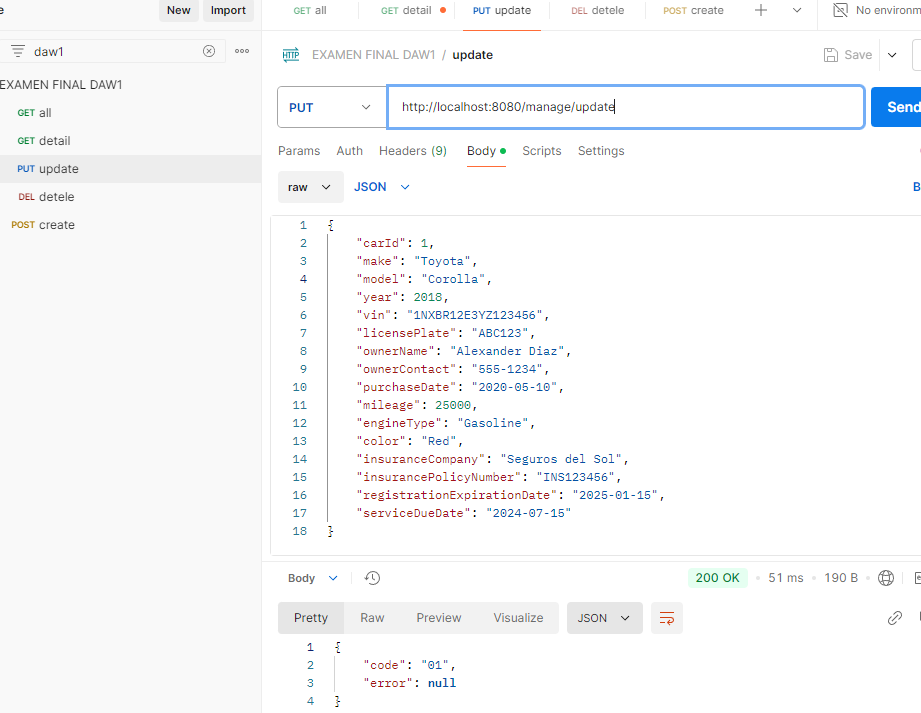 e New Import
GET all GET detail PUT update DEL detele POST create No environm
daw1
EXAMEN FINAL DAW1 / update Save
EXAMEN FINAL DAW1
GET all
GET detail
PUT update
DEL detele
POST create
PUT http://localhost:8080/manage/update Send
Params Auth Headers (9) Body Scripts Settings
raw JSON B
1 {
2 "carId": 1,
3 "make": "Toyota",
4 "model": "Corolla",
5 "year": 2018,
6 "vin": "1NXBR12E3YZ123456",
7 "licensePlate": "ABC123",
8 "ownerName": "Alexander Diaz",
9 "ownerContact": "555-1234",
10 "purchaseDate": "2020-05-10",
11 "mileage": 25000,
12 "engineType": "Gasoline",
13 "color": "Red",
14 "insuranceCompany": "Seguros del Sol",
15 "insurancePolicyNumber": "INS123456",
16 "registrationExpirationDate": "2025-01-15",
17 "serviceDueDate": "2024-07-15"
18 }
Body 200 OK • 51 ms • 190 B •
Pretty Raw Preview Visualize JSON
1 {
2 "code": "01",
3 "error": null
4 }